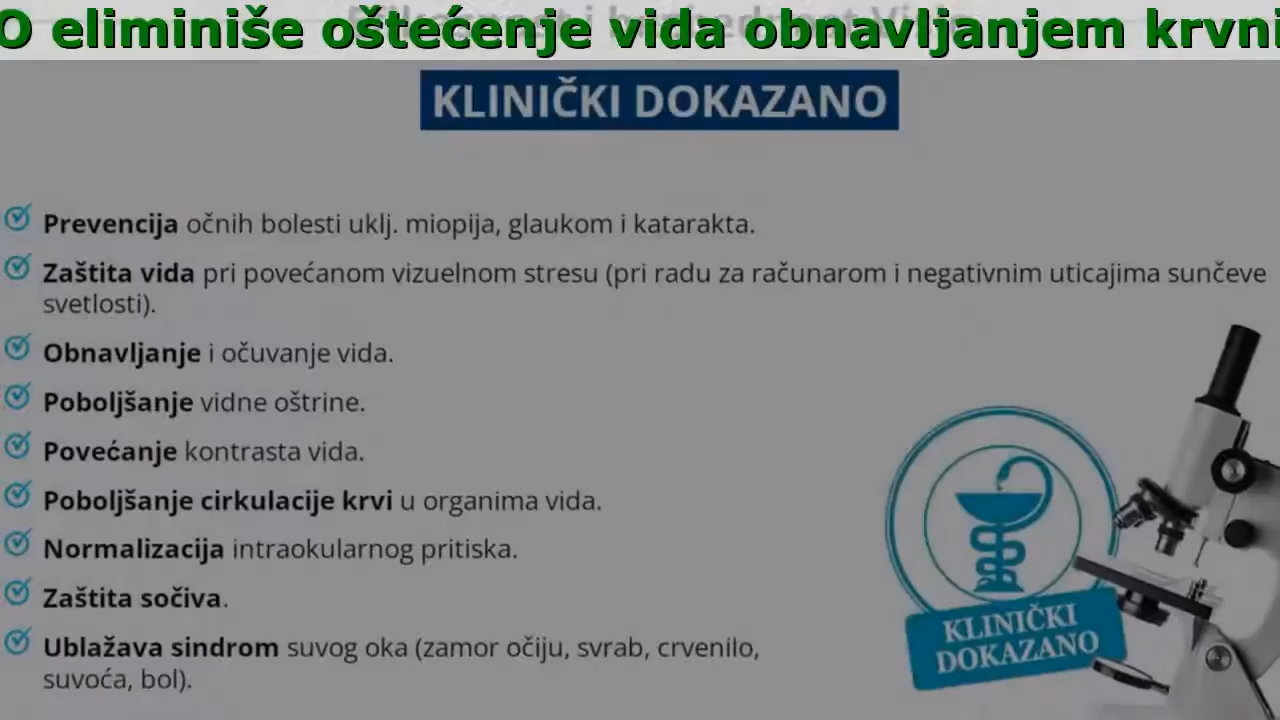 O eliminiše oštećenje vida obnavljanjem krvni
KLINIČKI DOKAZANO
Prevencija očnih bolesti uklj. miopija, glaukom i katarakta.
Zaštita vida pri povećanom vizuelnom stresu (pri radu za računarom i negativnim uticajima sunčeve
svetlosti).
Obnavljanje i očuvanje vida.
Poboljšanje vidne oštrine.
Povećanje kontrasta vida.
Poboljšanje cirkulacije krvi u organima vida.
Normalizacija intraokularnog pritiska.
Zaštita sočiva.
Ublažava sindrom suvog oka (zamor očiju, svrab, crvenilo,
suvoća, bol).
KLINIČKI
DOKAZANO